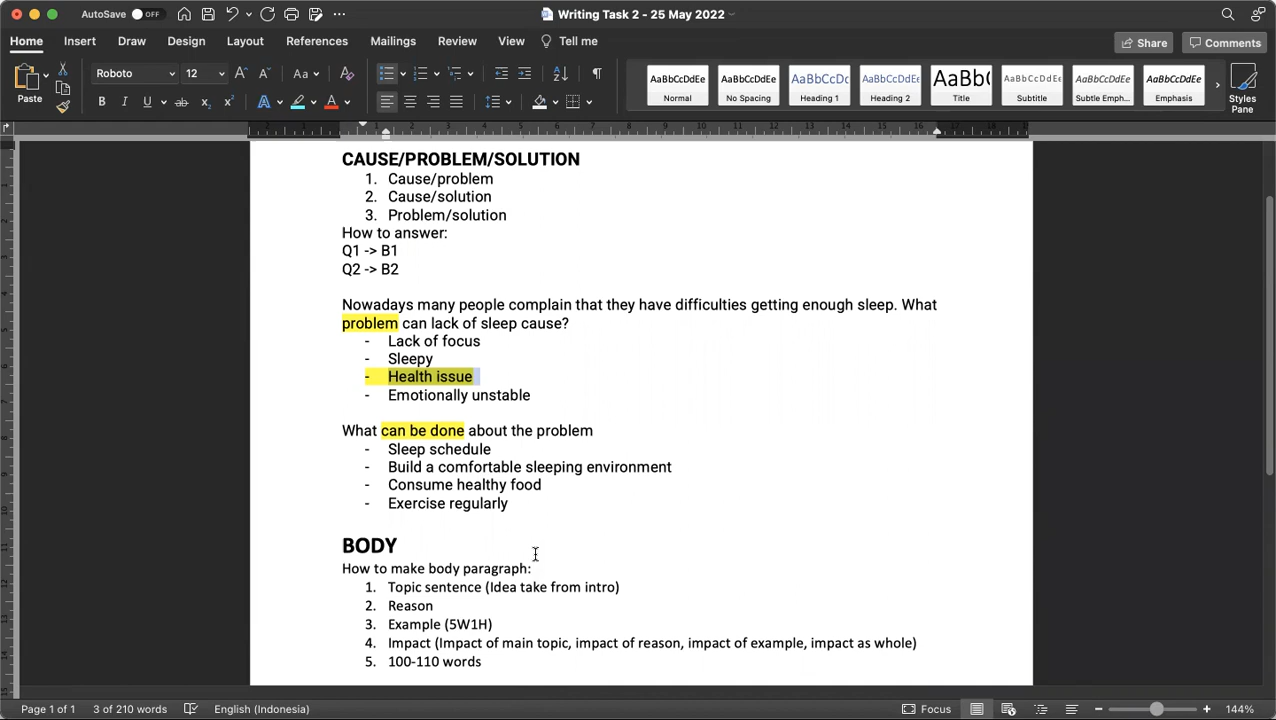 AutoSave OFF
Writing Task 2 - 25 May 2022
Home Insert Draw Design Layout References Mailings Review View Tell me
Share Comments
Paste
Roboto 12
AaBbCcDdEe AaBbCcDdEe AaBbCcDc AaBbCcDdEe AaBb( AaBbCcDdEe AaBbCcDdEe AaBbCcDdEe
Normal No Spacing Heading 1 Heading 2 Title Subtitle Subtle Emph... Emphasis
Styles Pane
CAUSE/PROBLEM/SOLUTION
1. Cause/problem
2. Cause/solution
3. Problem/solution
How to answer:
Q1 -> B1
Q2 -> B2
Nowadays many people complain that they have difficulties getting enough sleep. What
problem can lack of sleep cause?
- Lack of focus
- Sleepy
- Health issue
- Emotionally unstable
What can be done about the problem
- Sleep schedule
- Build a comfortable sleeping environment
- Consume healthy food
- Exercise regularly
BODY
How to make body paragraph:
1. Topic sentence (Idea take from intro)
2. Reason
3. Example (5W1H)
4. Impact (Impact of main topic, impact of reason, impact of example, impact as whole)
5. 100-110 words
Page 1 of 1 3 of 210 words English (Indonesia) Focus 144%